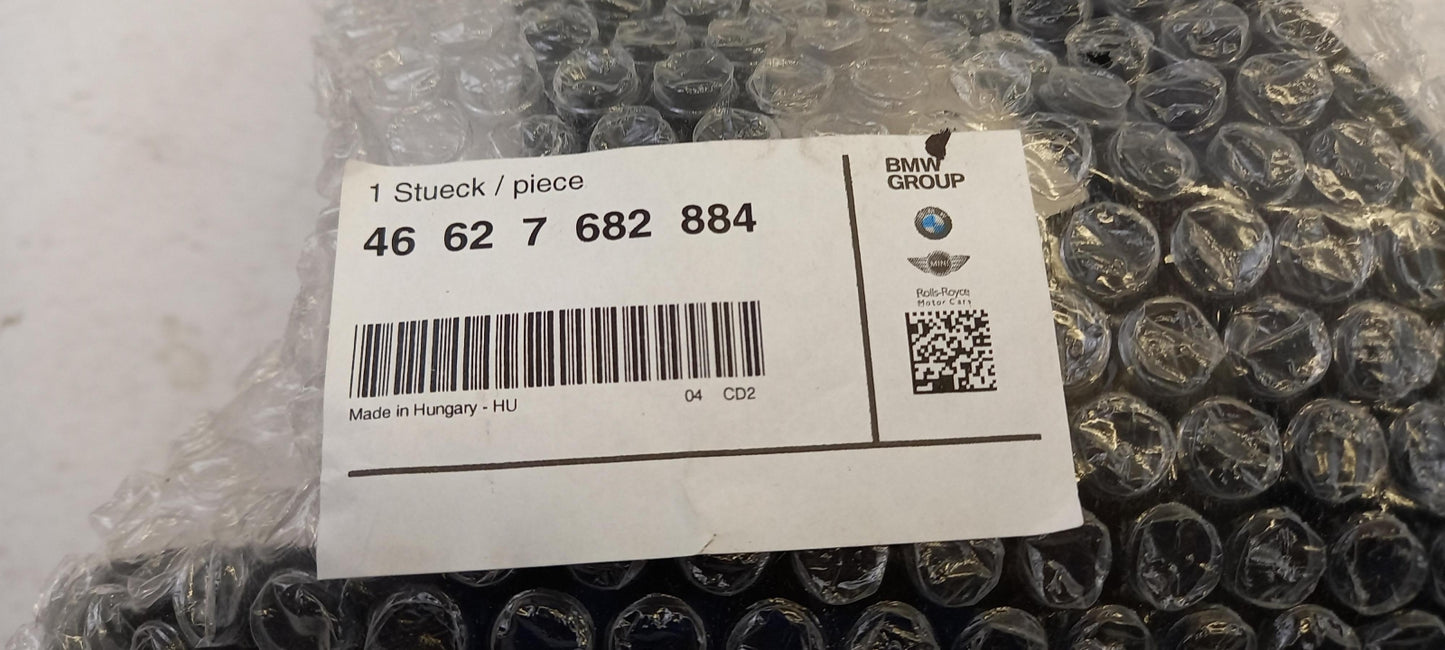 1 Stueck / piece
46 62 7 682 884
Made in Hungary - HU
04 CD2
BMW
GROUP
MINI
Rolls-Royce
Motor Cars